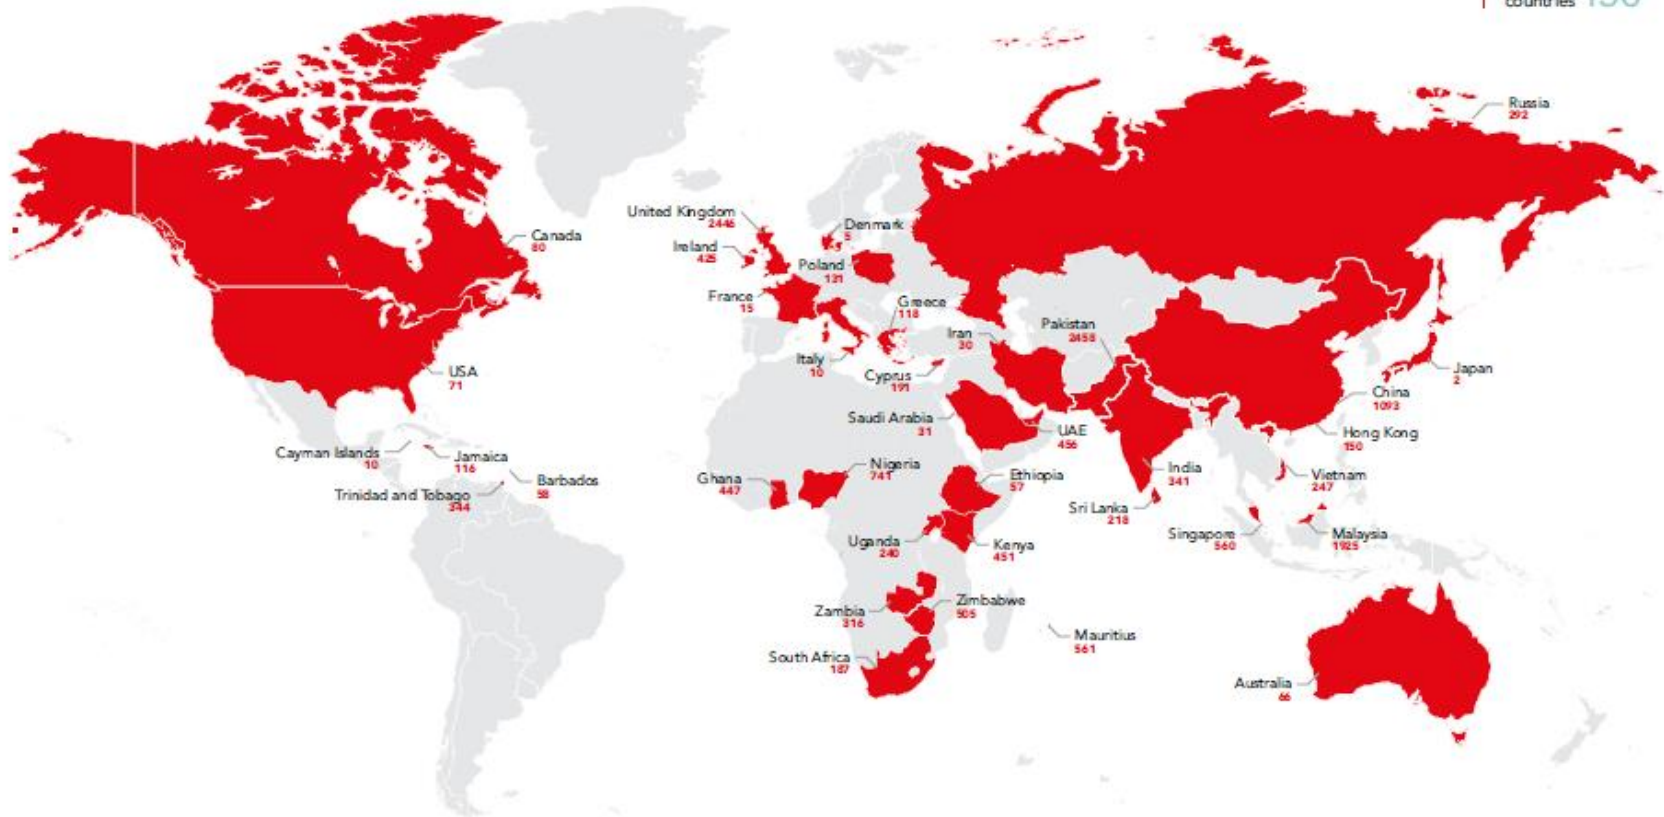 countries 130
Russia
292
United Kingdom
2446
Denmark
5
Canada
80
Ireland
425
Poland
131
France
15
Greece
118
Iran
30
Pakistan
2458
Italy
10
Cyprus
191
USA
71
Japan
2
China
1093
Saudi Arabia
31
UAE
456
Hong Kong
150
Cayman Islands
10
Jamaica
116
Nigeria
741
Ethiopia
57
India
341
Vietnam
247
Ghana
447
Barbados
58
Trinidad and Tobago
344
Sri Lanka
218
Singapore
560
Malaysia
1925
Uganda
240
Kenya
451
Zambia
316
Zimbabwe
505
Mauritius
561
South Africa
187
Australia
66